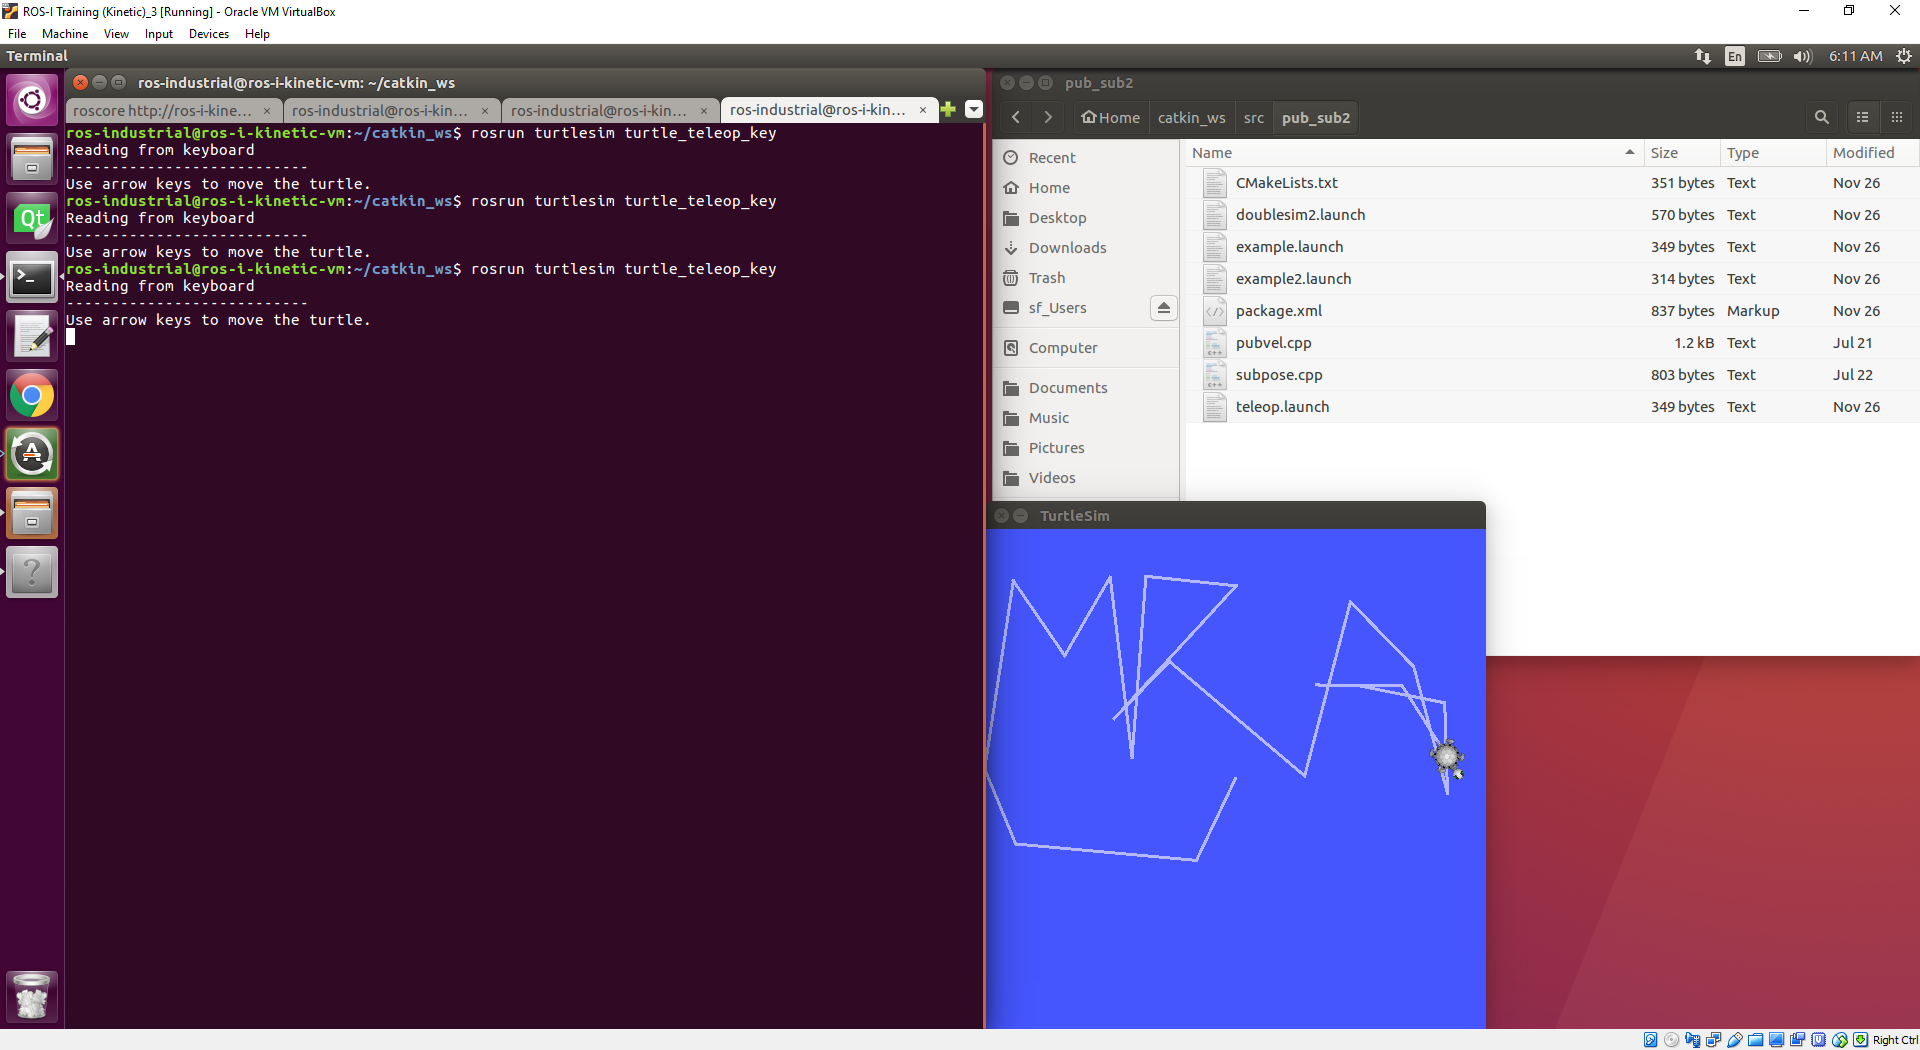 ROS-I Training (Kinetic)_3 [Running] - Oracle VM VirtualBox
File Machine View Input Devices Help
Terminal
En
6:11 AM
ros-industrial@ros-i-kinetic-vm: ~/catkin_ws
roscore http://ros-i-kine... × ros-industrial@ros-i-kin... × ros-industrial@ros-i-kin... × ros-industrial@ros-i-kin... ×
ros-industrial@ros-i-kinetic-vm:~/catkin_ws$ rosrun turtlesim turtle_teleop_key
Reading from keyboard
---------------------------
Use arrow keys to move the turtle.
ros-industrial@ros-i-kinetic-vm:~/catkin_ws$ rosrun turtlesim turtle_teleop_key
Reading from keyboard
---------------------------
Use arrow keys to move the turtle.
ros-industrial@ros-i-kinetic-vm:~/catkin_ws$ rosrun turtlesim turtle_teleop_key
Reading from keyboard
---------------------------
Use arrow keys to move the turtle.
Qt
>_
A
?
pub_sub2
Home catkin_ws src pub_sub2
Recent
Home
Desktop
Downloads
Trash
sf_Users
Computer
Documents
Music
Pictures
Videos
Name Size Type Modified
CMakeLists.txt 351 bytes Text Nov 26
doublesim2.launch 570 bytes Text Nov 26
example.launch 349 bytes Text Nov 26
example2.launch 314 bytes Text Nov 26
package.xml 837 bytes Markup Nov 26
pubvel.cpp 1.2 kB Text Jul 21
subpose.cpp 803 bytes Text Jul 22
teleop.launch 349 bytes Text Nov 26
TurtleSim
MRA
Right Ctrl